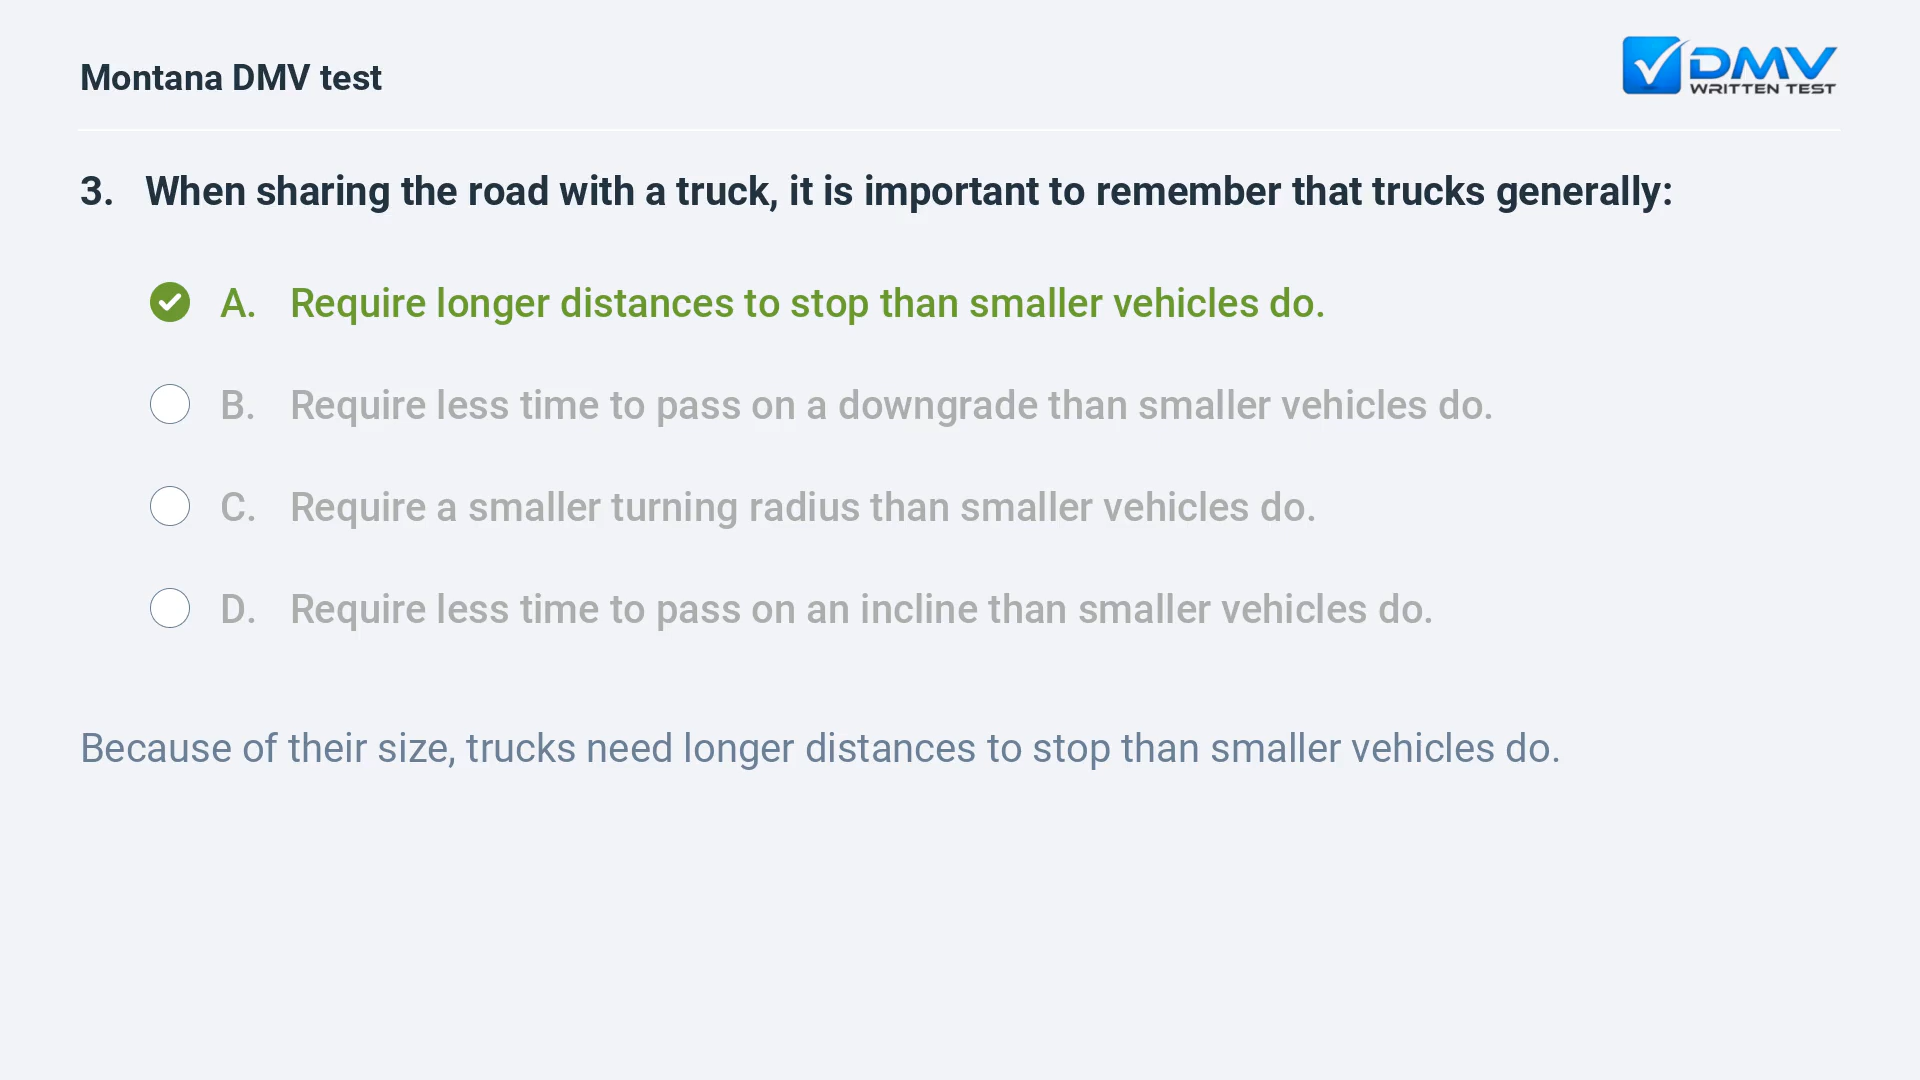 Montana DMV test
DMV
WRITTEN TEST
3. When sharing the road with a truck, it is important to remember that trucks generally:
A. Require longer distances to stop than smaller vehicles do.
B. Require less time to pass on a downgrade than smaller vehicles do.
C. Require a smaller turning radius than smaller vehicles do.
D. Require less time to pass on an incline than smaller vehicles do.
Because of their size, trucks need longer distances to stop than smaller vehicles do.